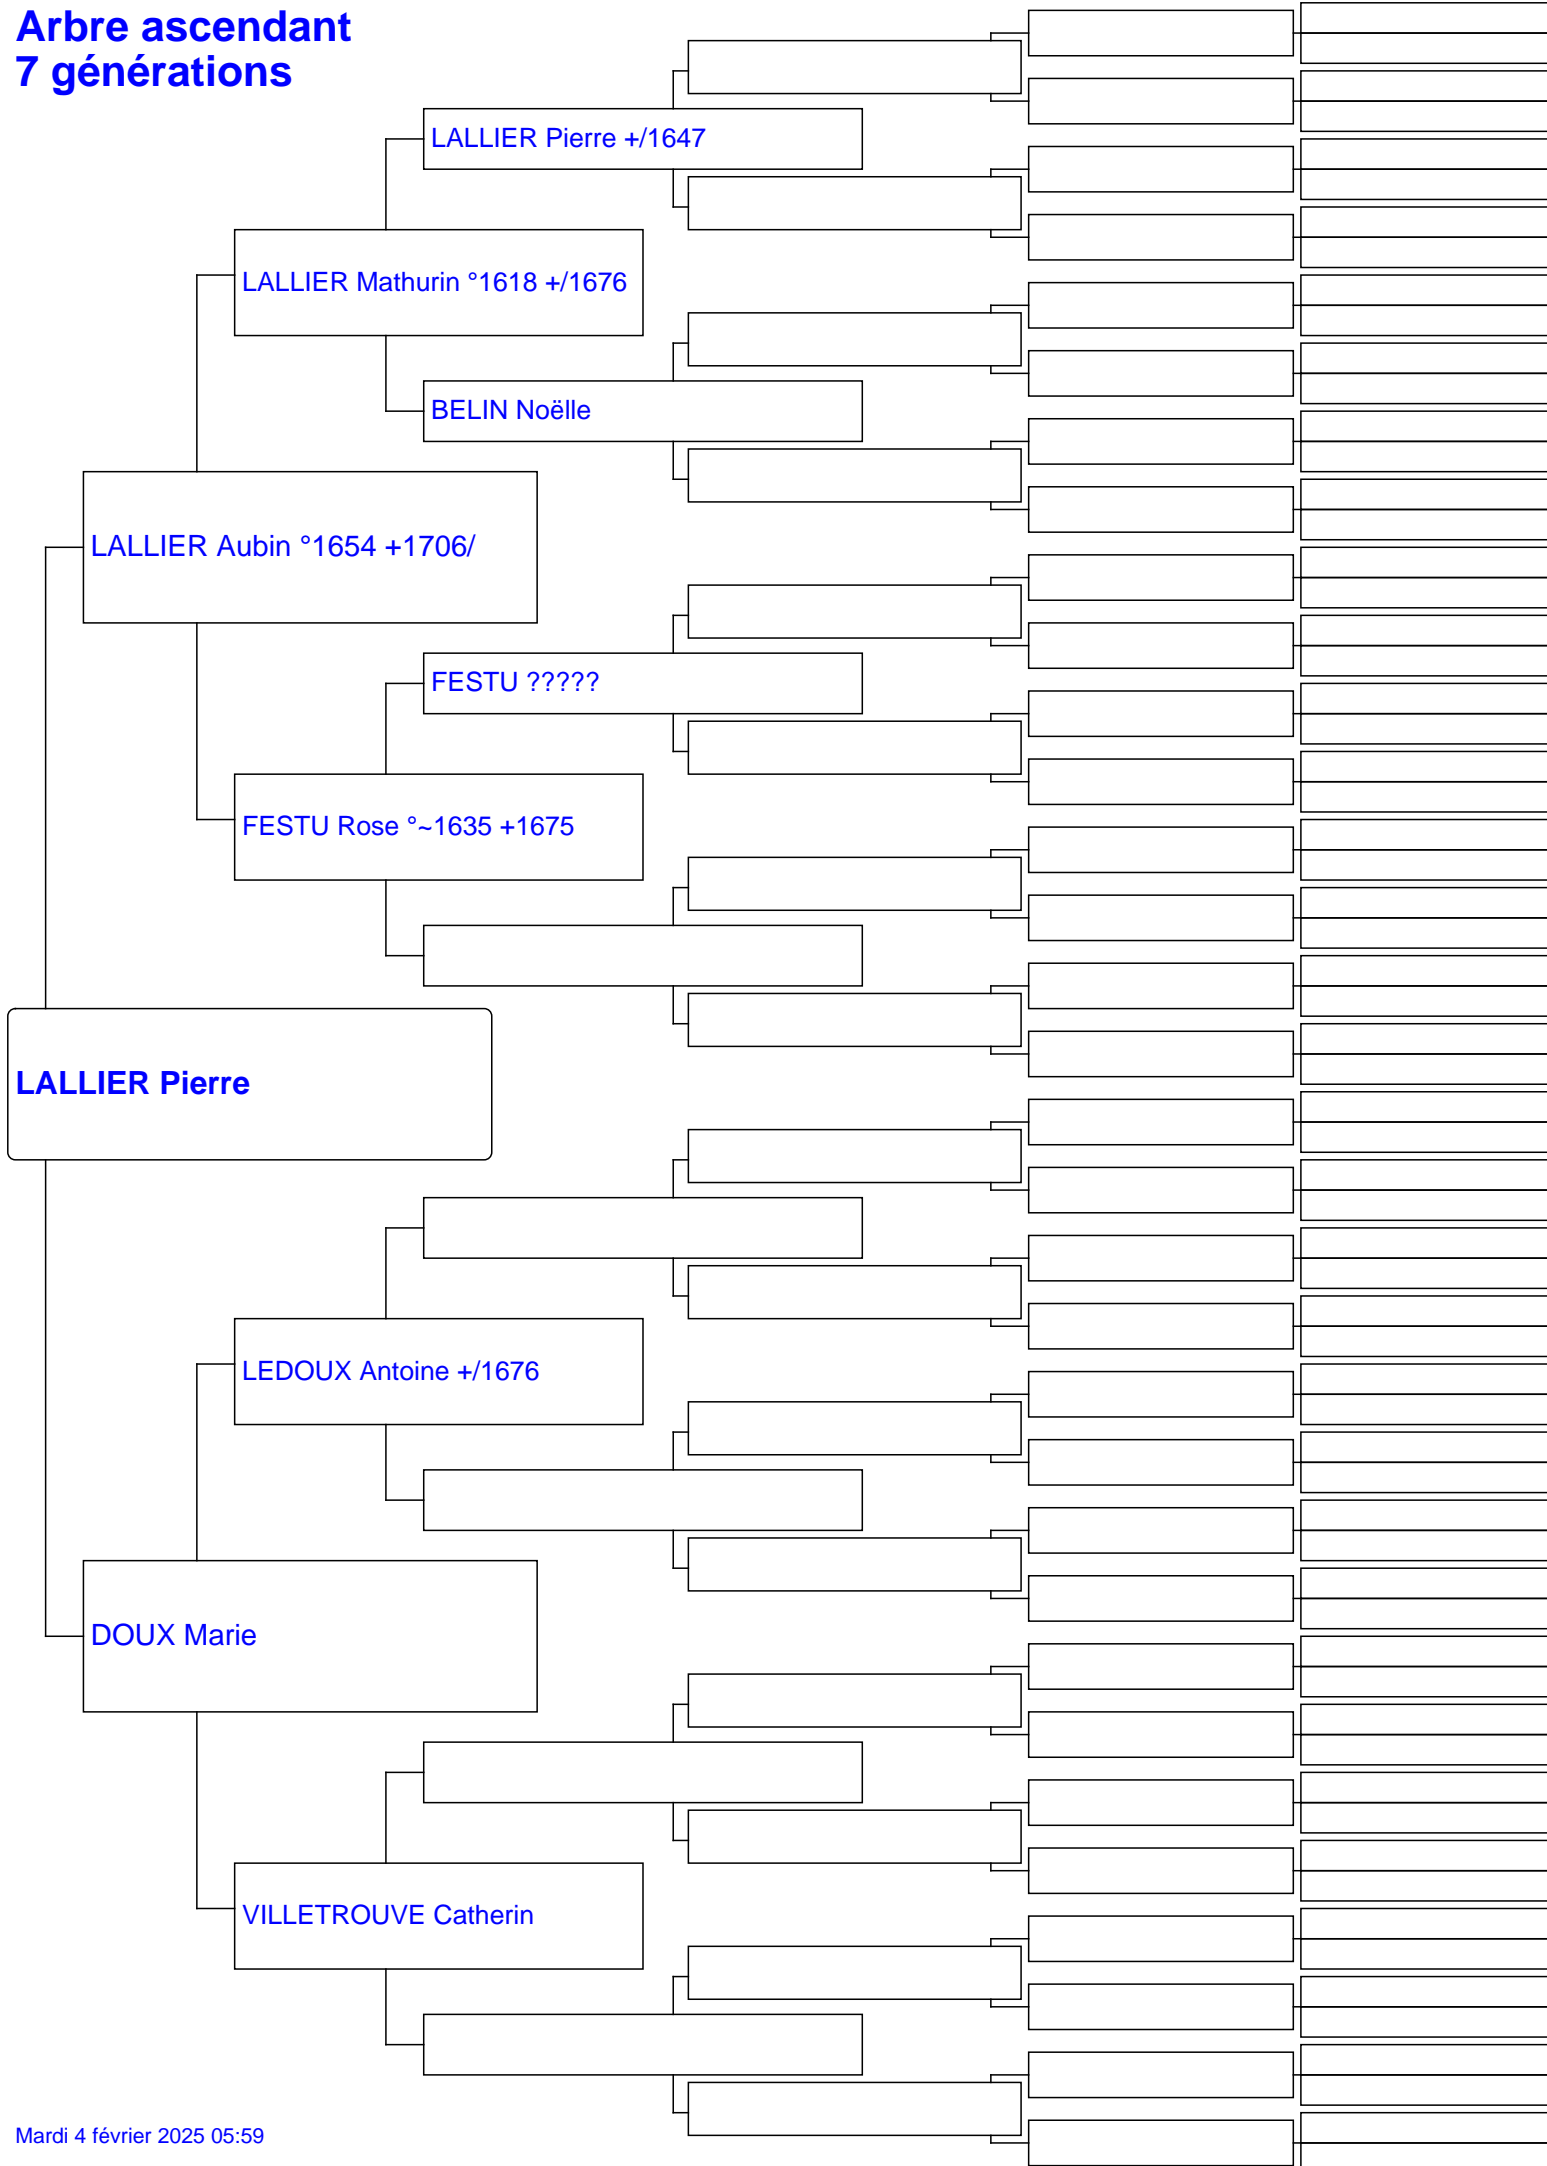 Arbre ascendant
7 générations
LALLIER Pierre +/1647
LALLIER Mathurin °1618 +/1676
BELIN Noëlle
LALLIER Aubin °1654 +1706/
FESTU ?????
FESTU Rose °~1635 +1675
LALLIER Pierre
LEDOUX Antoine +/1676
DOUX Marie
VILLETROUVE Catherin
Mardi 4 février 2025 05:59